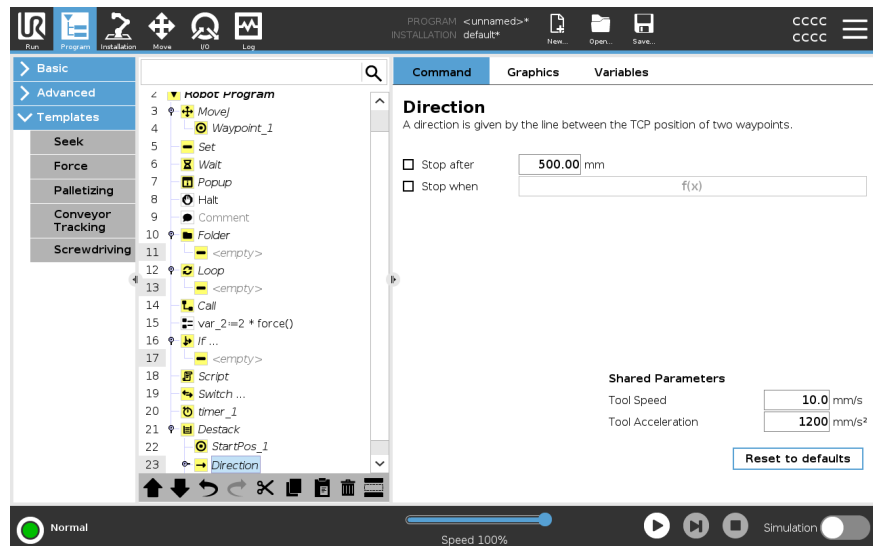 PROGRAM <unnamed>*
INSTALLATION default*
UR
Run
Program
Installation
Move
I/O
Log
New...
Open...
Save...
CCCC
CCCC
Basic
Advanced
Templates
Seek
Force
Palletizing
Conveyor
Tracking
Screwdriving
2 Robot Program
3 MoveJ
4 Waypoint_1
5 Set
6 Wait
7 Popup
8 Halt
9 Comment
10 Folder
11 <empty>
12 Loop
13 <empty>
14 Call
15 var_2:=2 * force()
16 If ...
17 <empty>
18 Script
19 Switch ...
20 timer_1
21 Destack
22 StartPos_1
23 Direction
Command Graphics Variables
Direction
A direction is given by the line between the TCP position of two waypoints.
Stop after 500.00 mm
Stop when f(x)
Shared Parameters
Tool Speed 10.0 mm/s
Tool Acceleration 1200 mm/s²
Reset to defaults
Normal
Speed 100%
Simulation